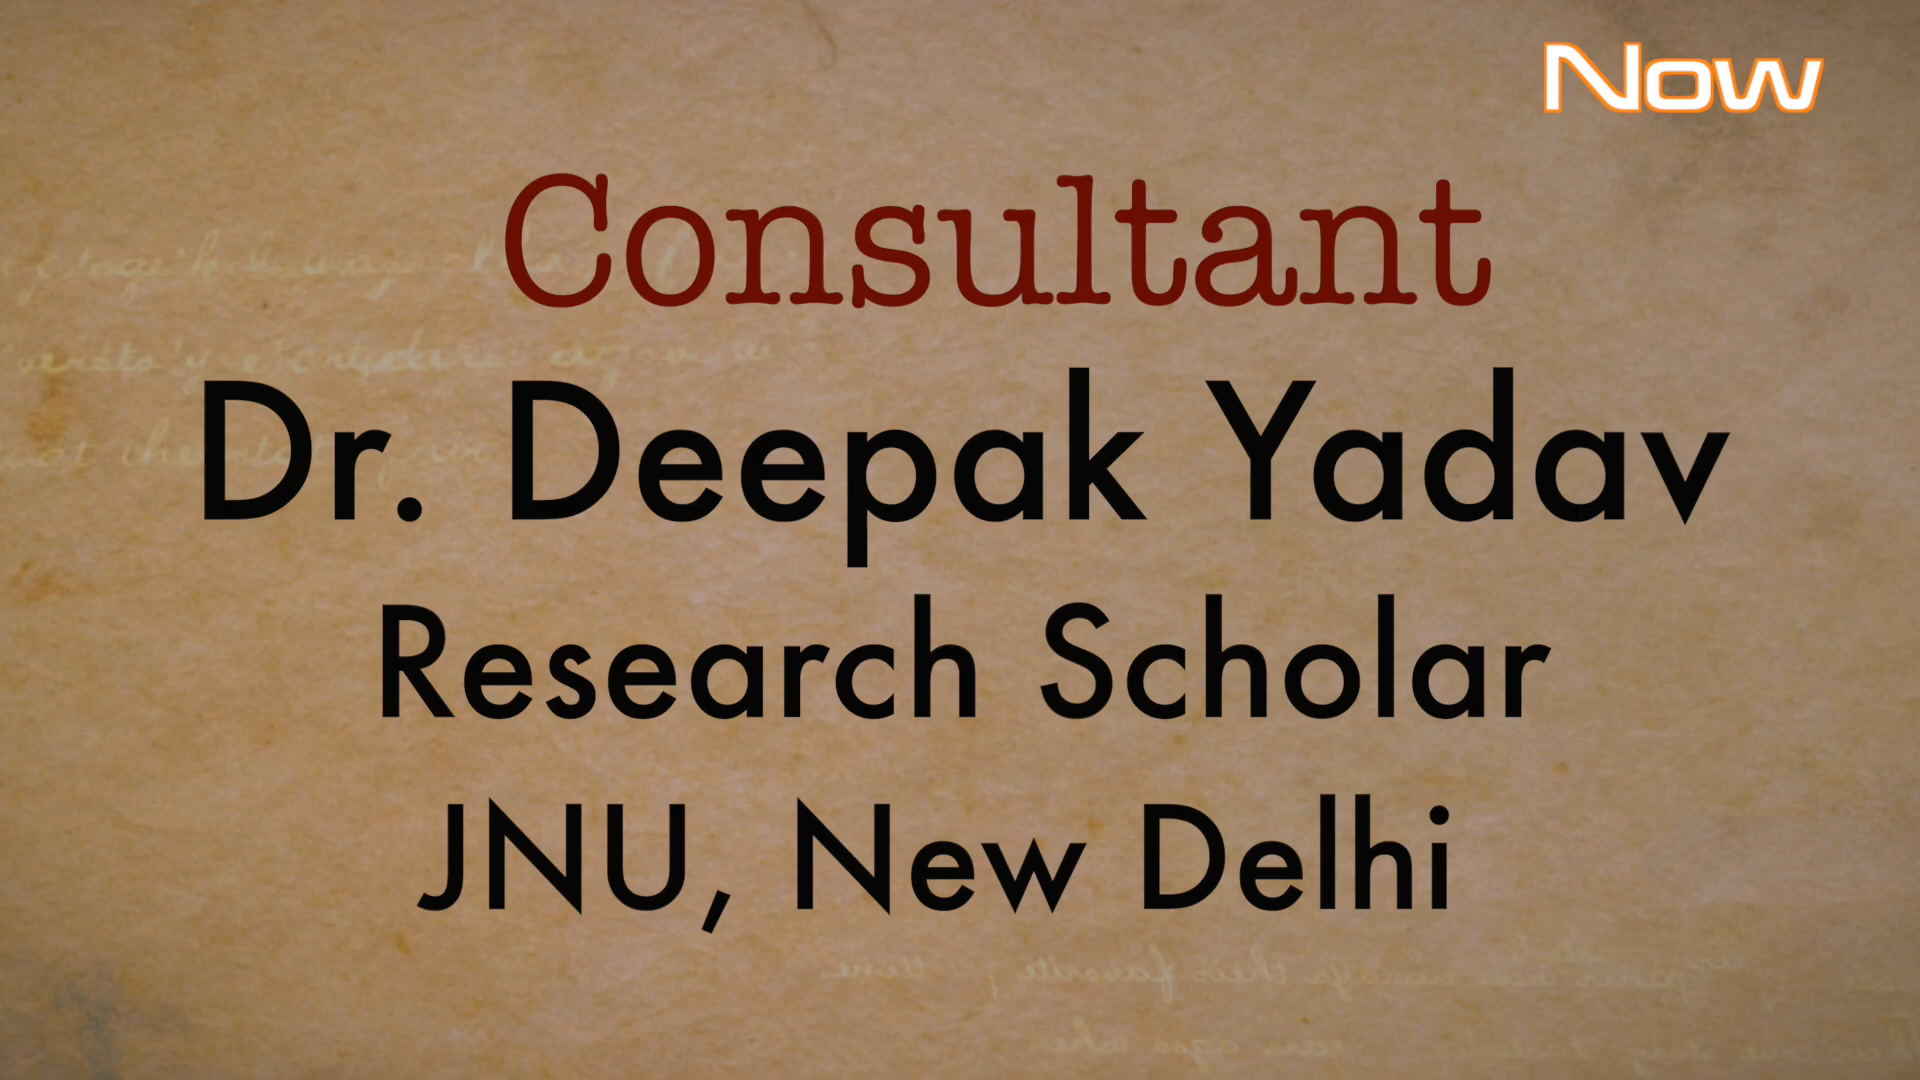 Now
Consultant
Dr. Deepak Yadav
Research Scholar
JNU, New Delhi